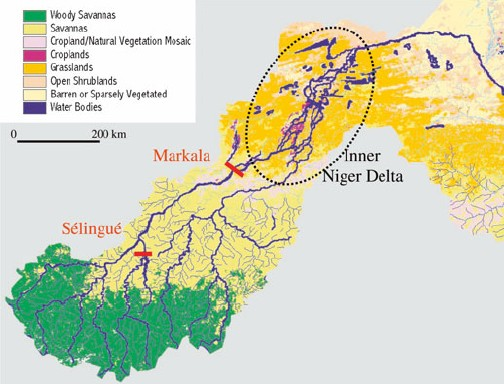 Woody Savannas
Savannas
Cropland/Natural Vegetation Mosaic
Croplands
Grasslands
Open Shrublands
Barren or Sparsely Vegetated
Water Bodies
0 200 km
Markala
Inner
Niger Delta
Sélingué